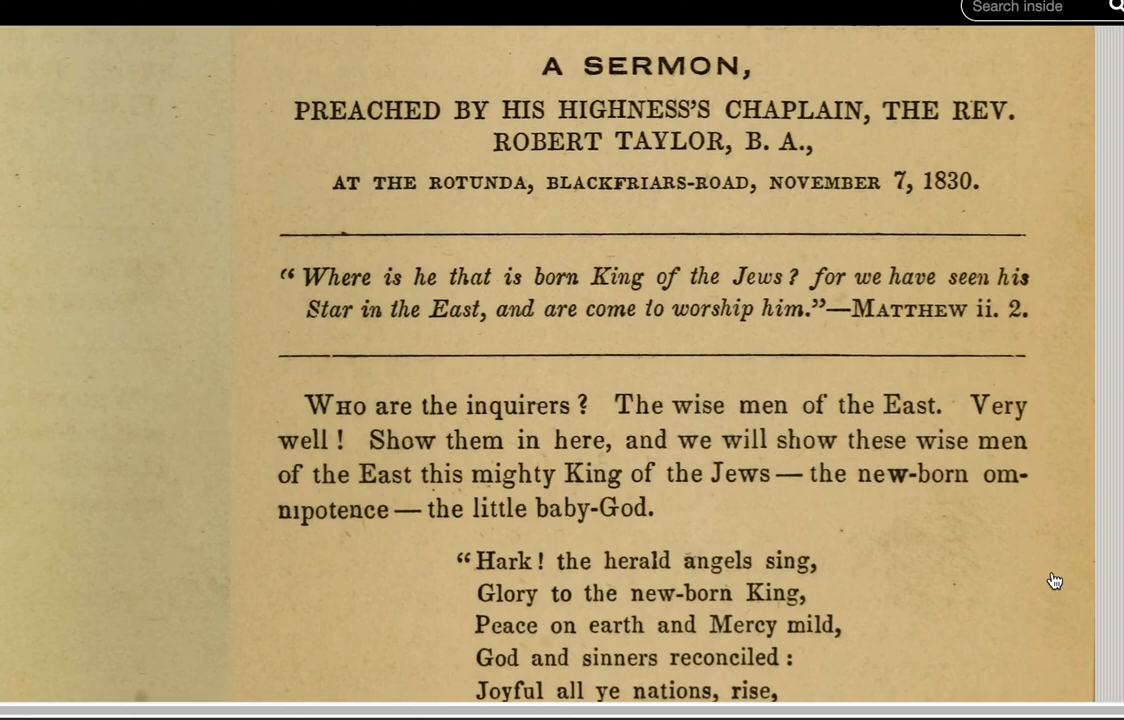 Search inside
A SERMON,
PREACHED BY HIS HIGHNESS'S CHAPLAIN, THE REV.
ROBERT TAYLOR, B. A.,
AT THE ROTUNDA, BLACKFRIARS-ROAD, NOVEMBER 7, 1830.
“Where is he that is born King of the Jews? for we have seen his
Star in the East, and are come to worship him.”—MATTHEW ii. 2.
WHO are the inquirers? The wise men of the East. Very
well! Show them in here, and we will show these wise men
of the East this mighty King of the Jews — the new-born om-
nipotence — the little baby-God.
“Hark! the herald angels sing,
Glory to the new-born King,
Peace on earth and Mercy mild,
God and sinners reconciled:
Joyful all ye nations, rise,